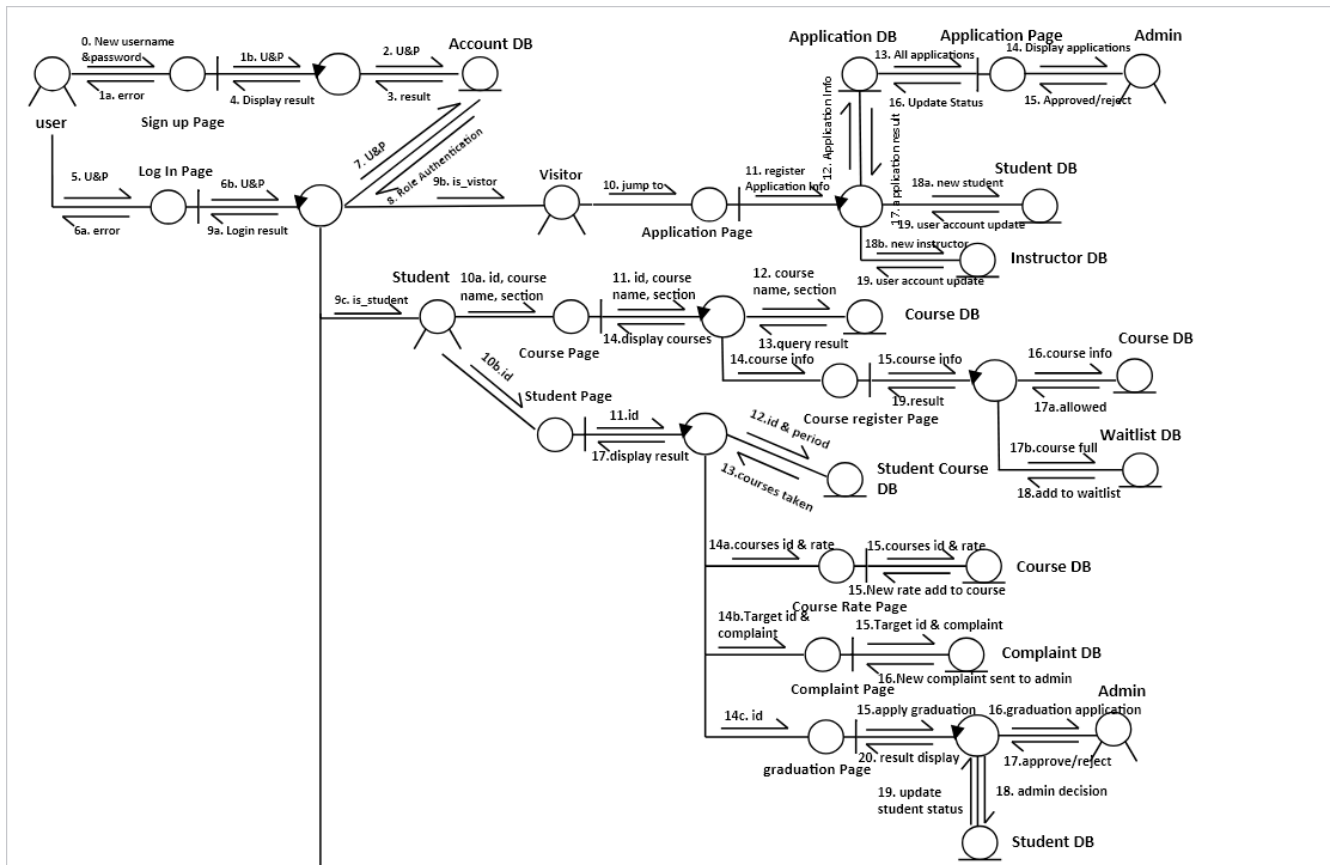 0. New username
&password
1a. error
user
Sign up Page
1b. U&P
4. Display result
2. U&P
3. result
Account DB
5. U&P
6a. error
Log In Page
6b. U&P
9a. Login result
7. U&P
8. Role Authentication
9b. is_vistor
Visitor
10. jump to
Application Page
11. register
Application Info
12. Application Info
17. application result
Application DB
13. All applications
16. Update Status
Application Page
14. Display applications
15. Approved/reject
Admin
18a. new student
19. user account update
Student DB
18b. new instructor
19. user account update
Instructor DB
9c. is_student
Student
10a. id, course
name, section
Course Page
11. id, course
name, section
14.display courses
12. course
name, section
13.query result
Course DB
14.course info
Course register Page
15.course info
19.result
16.course info
17a.allowed
Course DB
17b.course full
18.add to waitlist
Waitlist DB
10b.id
Student Page
11.id
17.display result
12.id & period
13.courses taken
Student Course
DB
14a.courses id & rate
Course Rate Page
15.courses id & rate
15.New rate add to course
Course DB
14b.Target id &
complaint
Complaint Page
15.Target id & complaint
16.New complaint sent to admin
Complaint DB
14c. id
graduation Page
15.apply graduation
20. result display
16.graduation application
17.approve/reject
Admin
19. update
student status
18. admin decision
Student DB